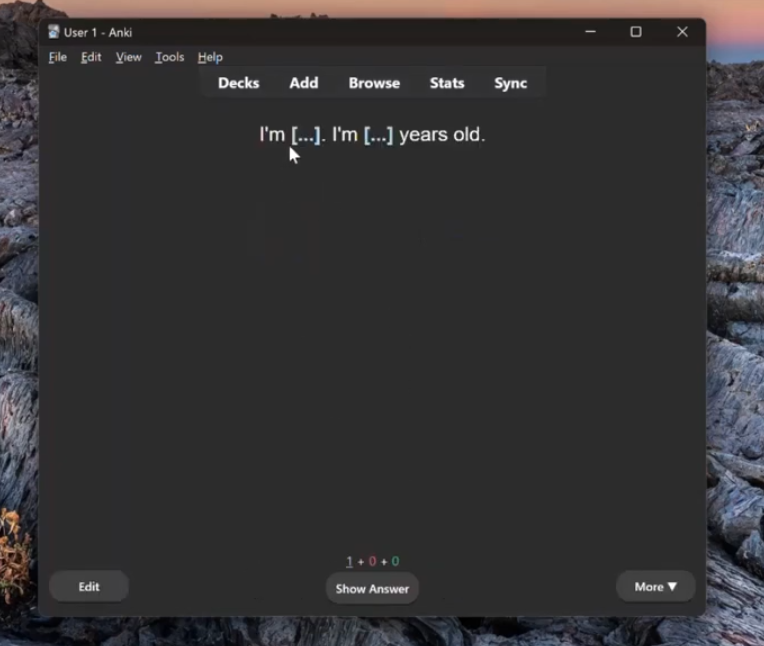 User 1 - Anki
File Edit View Tools Help
Decks Add Browse Stats Sync
I'm [...]. I'm [...] years old.
1 + 0 + 0
Edit Show Answer More ▼